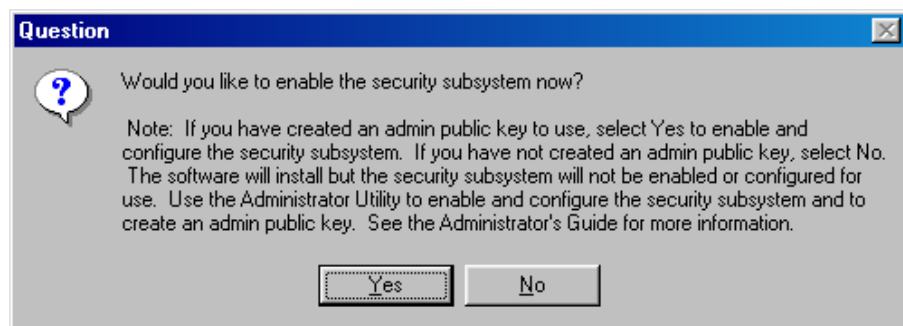 Question
Would you like to enable the security subsystem now?
Note:  If you have created an admin public key to use, select Yes to enable and
configure the security subsystem.  If you have not created an admin public key, select No.
The software will install but the security subsystem will not be enabled or configured for
use.  Use the Administrator Utility to enable and configure the security subsystem and to
create an admin public key.  See the Administrator's Guide for more information.
Yes
No